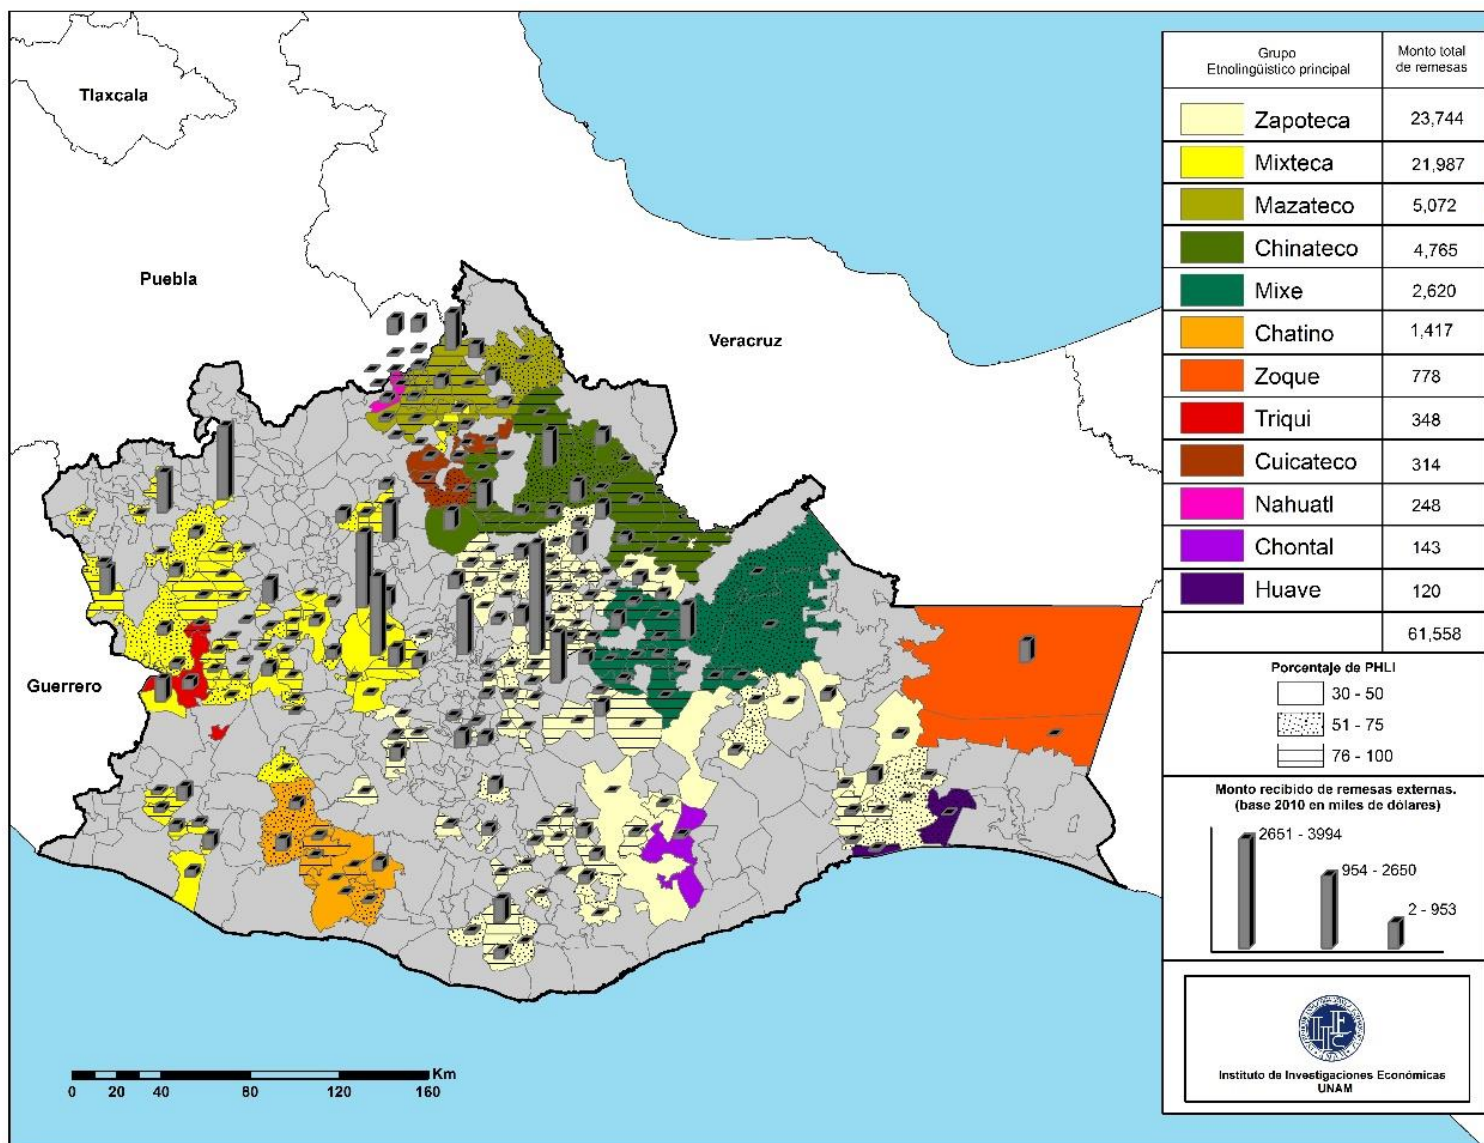 Tlaxcala
Puebla
Veracruz
Guerrero
Km
0 20 40 80 120 160
Grupo Etnolingüistico principal
Monto total de remesas
Zapoteca 23,744
Mixteca 21,987
Mazateco 5,072
Chinateco 4,765
Mixe 2,620
Chatino 1,417
Zoque 778
Triqui 348
Cuicateco 314
Nahuatl 248
Chontal 143
Huave 120
61,558
Porcentaje de PHLI
30 - 50
51 - 75
76 - 100
Monto recibido de remesas externas.
(base 2010 en miles de dólares)
2651 - 3994
954 - 2650
2 - 953
Instituto de Investigaciones Económicas
UNAM